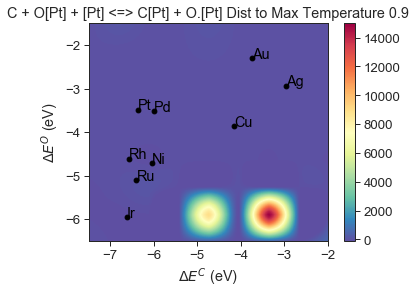 C + O[Pt] + [Pt] <=> C[Pt] + O.[Pt] Dist to Max Temperature 0.9
−2
−3
−4
−5
−6
ΔE^O (eV)
Au
Ag
Pt
Pd
Cu
Rh
Ni
Ru
Ir
−7 −6 −5 −4 −3 −2
ΔE^C (eV)
14000
12000
10000
8000
6000
4000
2000
0